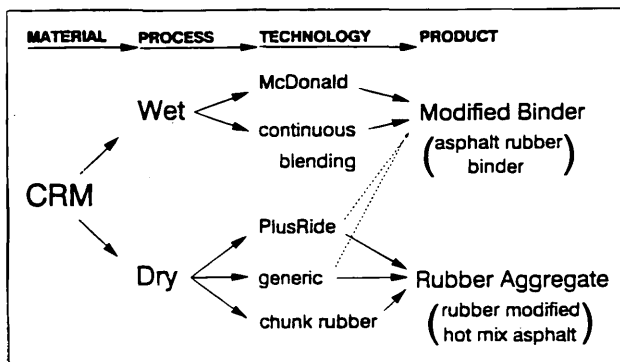 MATERIAL PROCESS TECHNOLOGY PRODUCT
McDonald
Wet
Modified Binder
continuous
blending
(asphalt rubber
binder)
CRM
PlusRide
Dry
generic
Rubber Aggregate
chunk rubber
(rubber modified
hot mix asphalt)